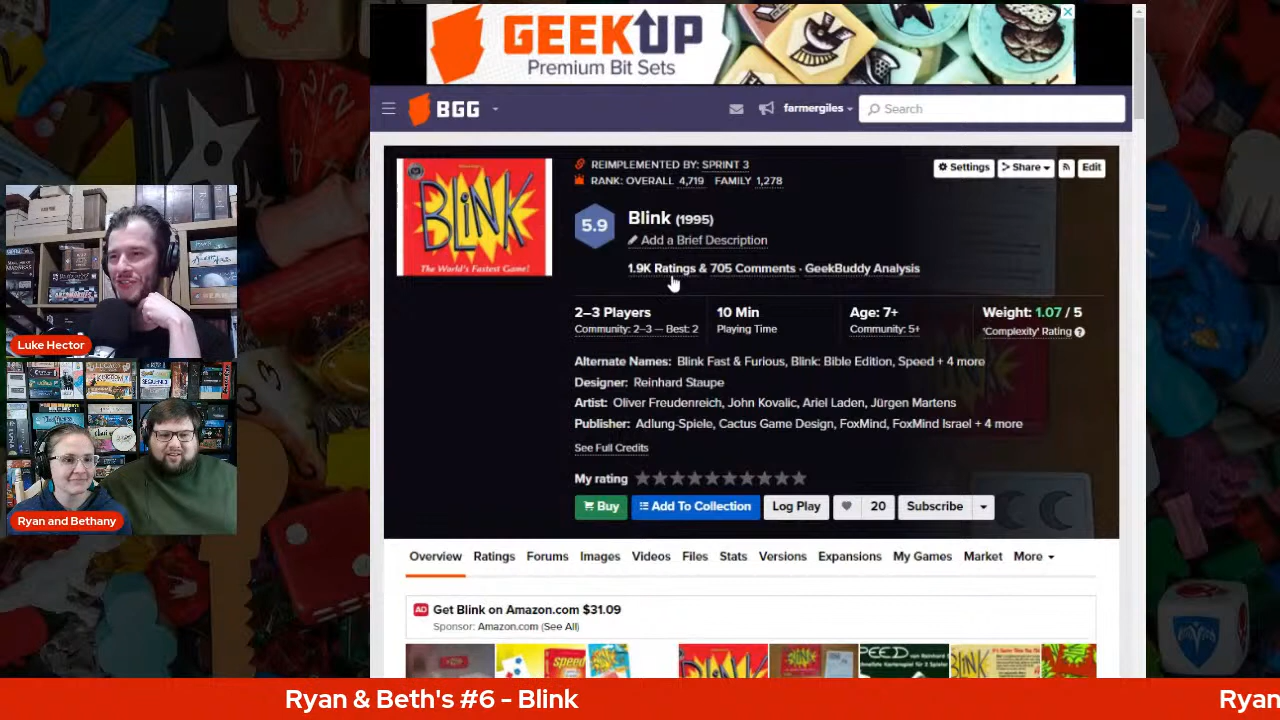 GEEKUP
Premium Bit Sets
BGG
farmergiles
Search
REIMPLEMENTED BY: SPRINT 3
RANK: OVERALL 4,719 FAMILY 1,278
Settings
Share
Edit
BLINK
The World's Fastest Game!
5.9
Blink (1995)
Add a Brief Description
1.9K Ratings & 705 Comments · GeekBuddy Analysis
2–3 Players
10 Min
Age: 7+
Weight: 1.07 / 5
Community: 2–3 — Best: 2
Playing Time
Community: 5+
'Complexity' Rating
Alternate Names: Blink Fast & Furious, Blink: Bible Edition, Speed + 4 more
Designer: Reinhard Staupe
Artist: Oliver Freudenreich, John Kovalic, Ariel Laden, Jürgen Martens
Publisher: Adlung-Spiele, Cactus Game Design, FoxMind, FoxMind Israel + 4 more
See Full Credits
My rating
Buy
Add To Collection
Log Play
20
Subscribe
Overview Ratings Forums Images Videos Files Stats Versions Expansions My Games Market More
AD Get Blink on Amazon.com $31.09
Sponsor: Amazon.com (See All)
speed
BLINK
Luke Hector
Ryan and Bethany
Ryan & Beth's #6 - Blink
Ryan